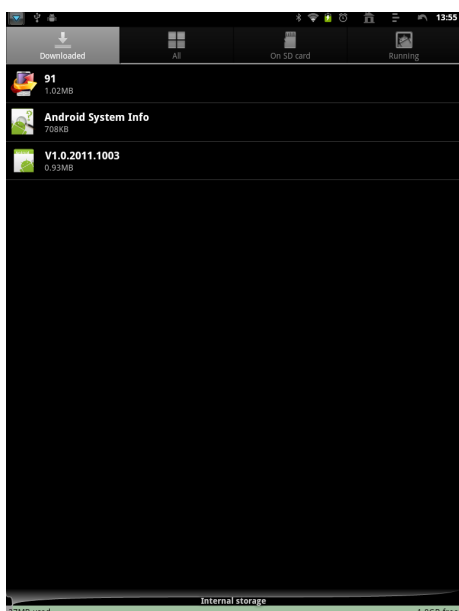 13:55
Downloaded
All
On SD card
Running
91
1.02MB
Android System Info
708KB
V1.0.2011.1003
0.93MB
Internal storage